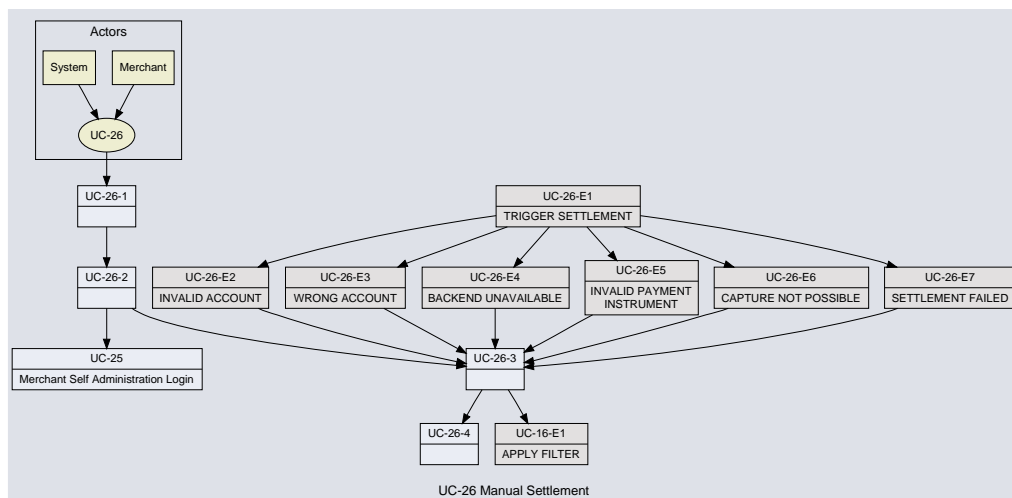 Actors
System
Merchant
UC-26
UC-26-1
UC-26-E1
TRIGGER SETTLEMENT
UC-26-2
UC-26-E2
INVALID ACCOUNT
UC-26-E3
WRONG ACCOUNT
UC-26-E4
BACKEND UNAVAILABLE
UC-26-E5
INVALID PAYMENT
INSTRUMENT
UC-26-E6
CAPTURE NOT POSSIBLE
UC-26-E7
SETTLEMENT FAILED
UC-25
Merchant Self Administration Login
UC-26-3
UC-26-4
UC-16-E1
APPLY FILTER
UC-26 Manual Settlement